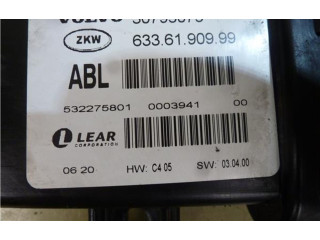 VOLVO
ZKW
633.61.909.99
ABL
532275801 0003941 00
LEAR
CORPORATION
06 20 HW: C4 05 SW: 03.04.00